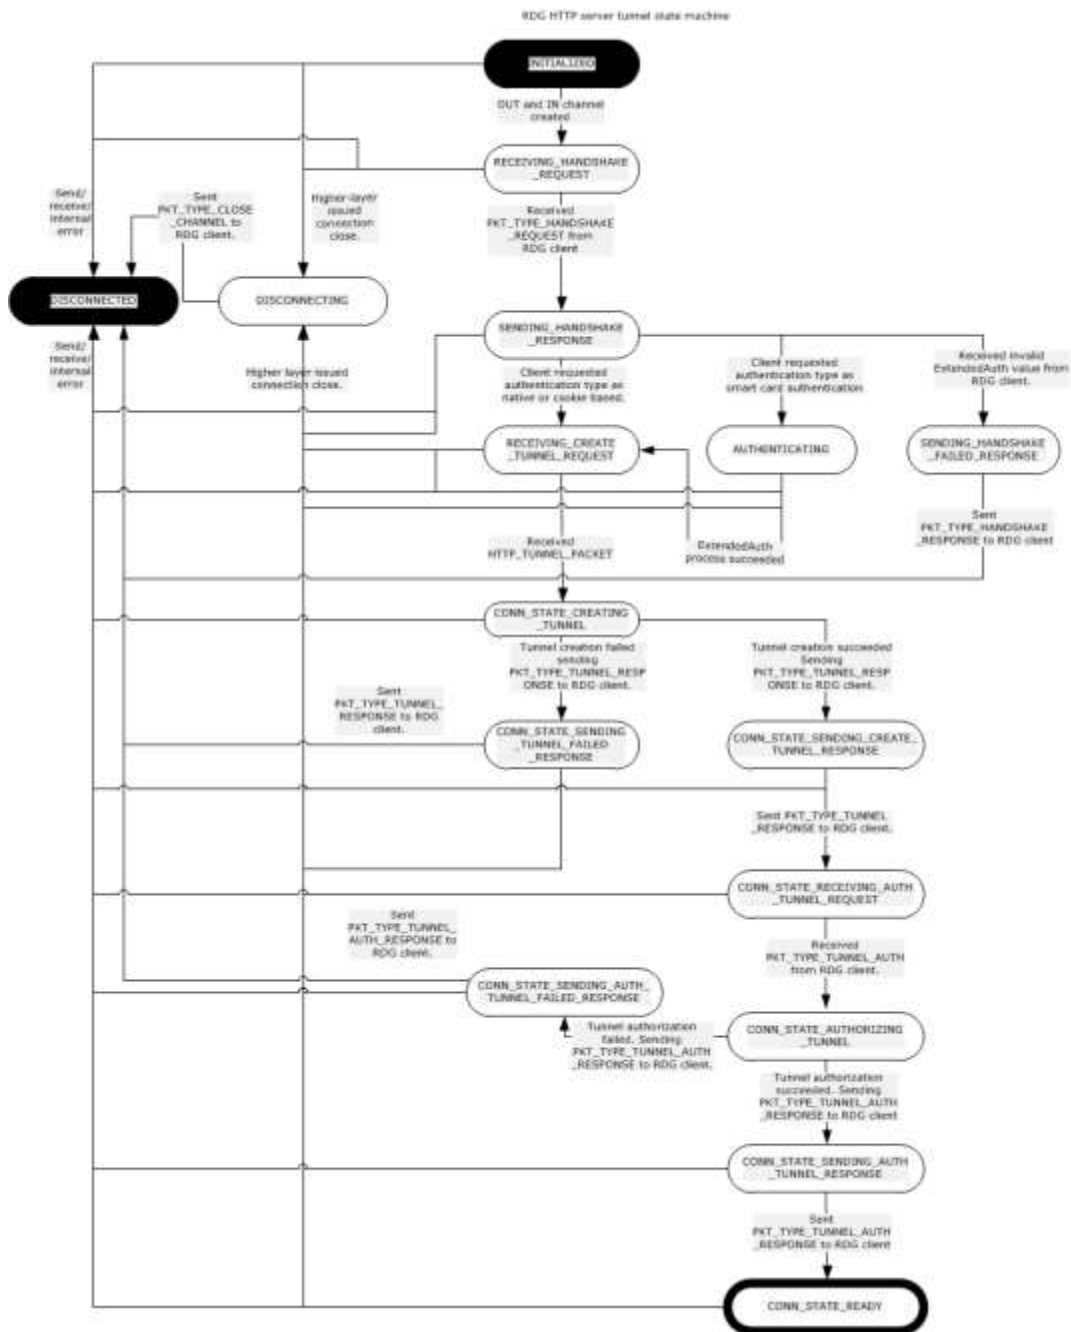 RDG HTTP server tunnel state machine
INITIALIZED
OUT and IN channel
created
RECEIVING_HANDSHAKE
_REQUEST
Send/
receive/
internal
error
Sent
PKT_TYPE_CLOSE
_CHANNEL to
RDG client.
Higher-layer
issued
connection
close.
Received
PKT_TYPE_HANDSHAKE
_REQUEST from
RDG client
DISCONNECTED
DISCONNECTING
SENDING_HANDSHAKE
_RESPONSE
Send/
receive/
internal
error
Higher layer issued
connection close.
Client requested
authentication type as
native or cookie based.
Client requested
authentication type as
smart card authentication
Received invalid
ExtendedAuth value from
RDG client.
RECEIVING_CREATE
_TUNNEL_REQUEST
AUTHENTICATING
SENDING_HANDSHAKE
_FAILED_RESPONSE
Received
HTTP_TUNNEL_PACKET
ExtendedAuth
process succeeded
Sent
PKT_TYPE_HANDSHAKE
_RESPONSE to RDG client
CONN_STATE_CREATING
_TUNNEL
Tunnel creation failed
sending
PKT_TYPE_TUNNEL_RESP
ONSE to RDG client.
Tunnel creation succeeded
Sending
PKT_TYPE_TUNNEL_RESP
ONSE to RDG client.
Sent
PKT_TYPE_TUNNEL_
RESPONSE to RDG
client.
CONN_STATE_SENDING
_TUNNEL_FAILED
_RESPONSE
CONN_STATE_SENDING_CREATE_
TUNNEL_RESPONSE
Sent PKT_TYPE_TUNNEL
_RESPONSE to RDG client.
CONN_STATE_RECEIVING_AUTH
_TUNNEL_REQUEST
Sent
PKT_TYPE_TUNNEL_
AUTH_RESPONSE to
RDG client.
Received
PKT_TYPE_TUNNEL_AUTH
from RDG client.
CONN_STATE_SENDING_AUTH_
TUNNEL_FAILED_RESPONSE
Tunnel authorization
failed. Sending
PKT_TYPE_TUNNEL_AUTH
_RESPONSE to RDG client.
CONN_STATE_AUTHORIZING
_TUNNEL
Tunnel authorization
succeeded. Sending
PKT_TYPE_TUNNEL_AUTH
_RESPONSE to RDG client
CONN_STATE_SENDING_AUTH
_TUNNEL_RESPONSE
Sent
PKT_TYPE_TUNNEL_AUTH
_RESPONSE to RDG client
CONN_STATE_READY